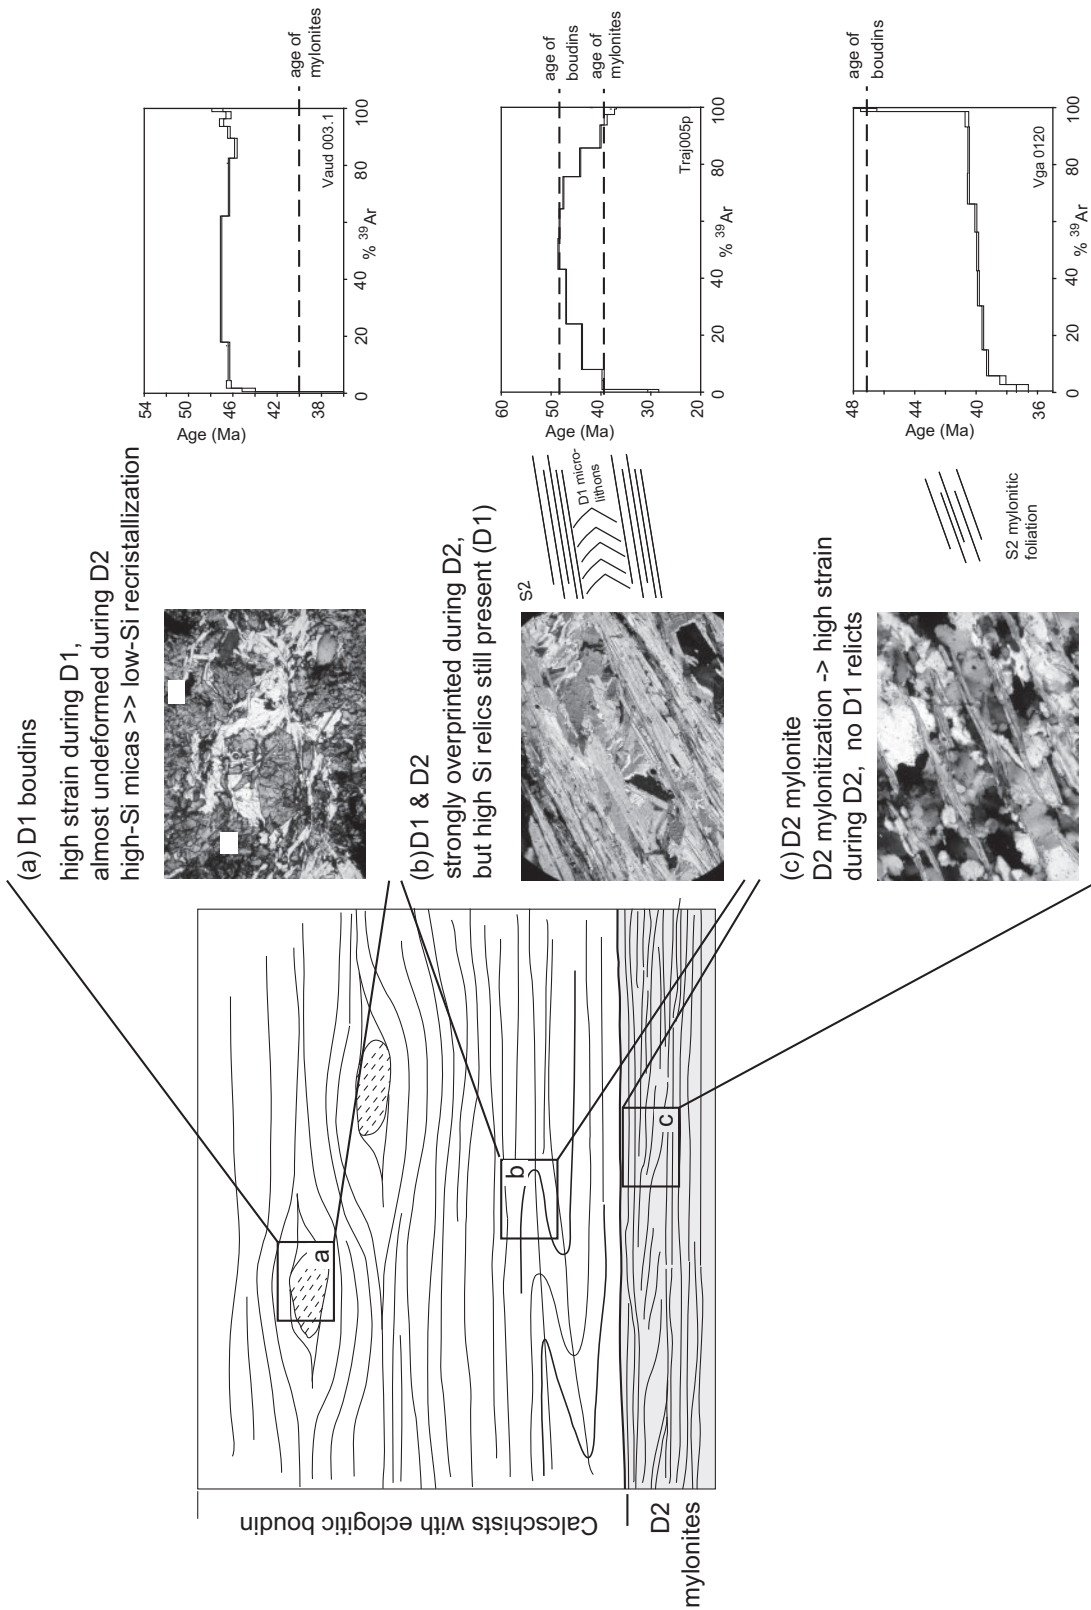 (a) D1 boudins
high strain during D1,
almost undeformed during D2
high-Si micas >> low-Si recristallization
54
50
46
42
38
Age (Ma)
0
20
40
60
80
100
% ³⁹Ar
Vaud 003.1
age of
mylonites
(b) D1 & D2
strongly overprinted during D2,
but high Si relics still present (D1)
S2
D1 micro-
lithons
60
50
40
30
20
Age (Ma)
0
20
40
60
80
100
% ³⁹Ar
Traj005p
age of
boudins
age of
mylonites
(c) D2 mylonite
D2 mylonitization -> high strain
during D2, no D1 relicts
S2 mylonitic
foliation
48
44
40
36
Age (Ma)
0
20
40
60
80
100
% ³⁹Ar
Vga 0120
age of
boudins
a
b
c
Calcschists with eclogitic boudin
D2
mylonites